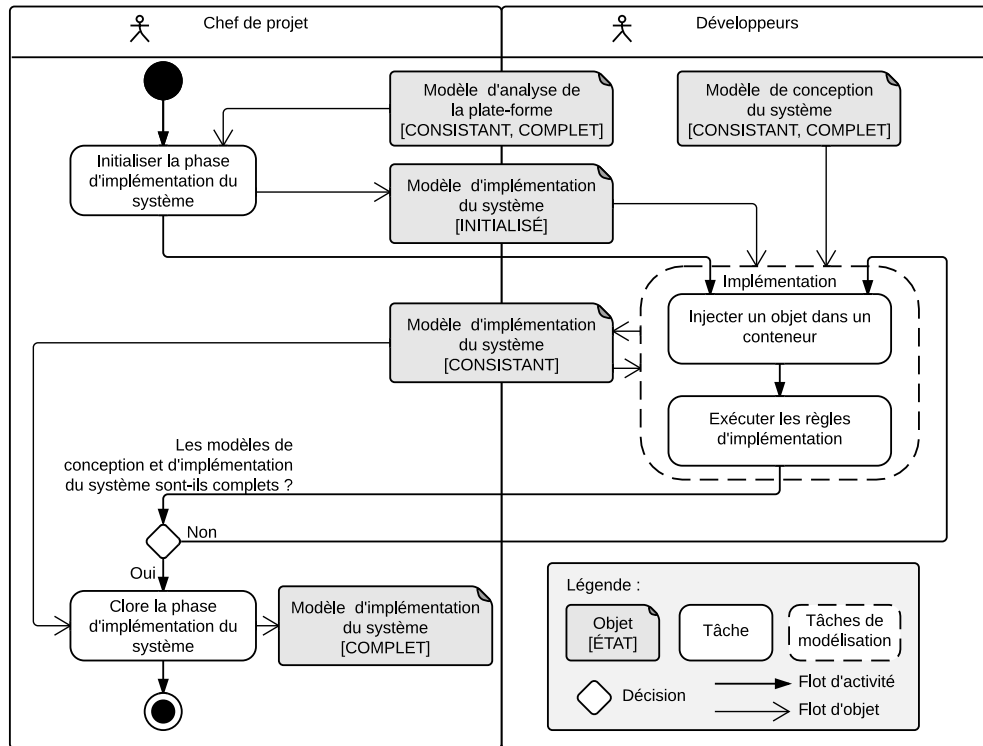 Chef de projet
Développeurs
Modèle d'analyse de
la plate-forme
[CONSISTANT, COMPLET]
Modèle de conception
du système
[CONSISTANT, COMPLET]
Initialiser la phase
d'implémentation du
système
Modèle d'implémentation
du système
[INITIALISÉ]
Implémentation
Injecter un objet dans un
conteneur
Modèle d'implémentation
du système
[CONSISTANT]
Exécuter les règles
d'implémentation
Les modèles de
conception et d'implémentation
du système sont-ils complets ?
Non
Oui
Clore la phase
d'implémentation du
système
Modèle d'implémentation
du système
[COMPLET]
Légende :
Objet
[ÉTAT]
Tâche
Tâches de
modélisation
Décision
Flot d'activité
Flot d'objet